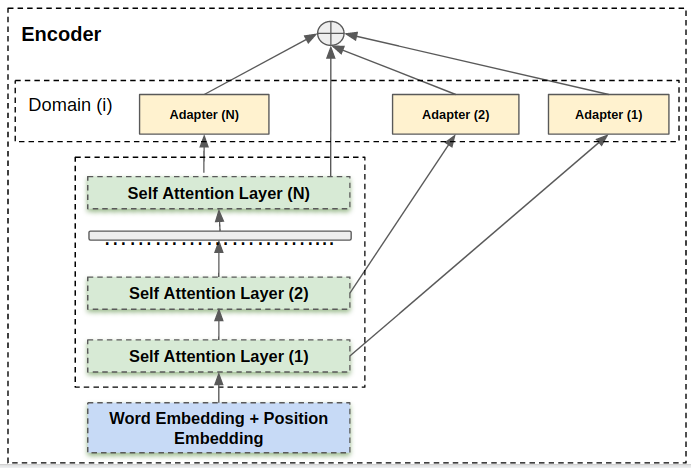 Encoder
Domain (i)
Adapter (N)
Adapter (2)
Adapter (1)
Self Attention Layer (N)
Self Attention Layer (2)
Self Attention Layer (1)
Word Embedding + Position
Embedding